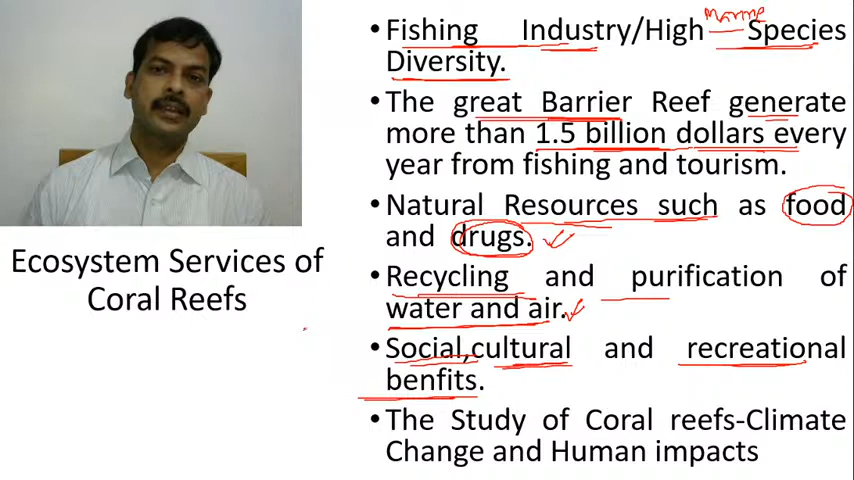 Marine
• Fishing Industry/High Species
Diversity.
• The great Barrier Reef generate
more than 1.5 billion dollars every
year from fishing and tourism.
• Natural Resources such as food
and drugs.
• Recycling and purification of
water and air.
• Social,cultural and recreational
benfits.
• The Study of Coral reefs-Climate
Change and Human impacts
Ecosystem Services of
Coral Reefs